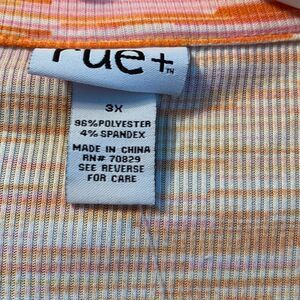 rue+™
3X
96%POLYESTER
4%SPANDEX
MADE IN CHINA
RN# 70829
SEE REVERSE
FOR CARE